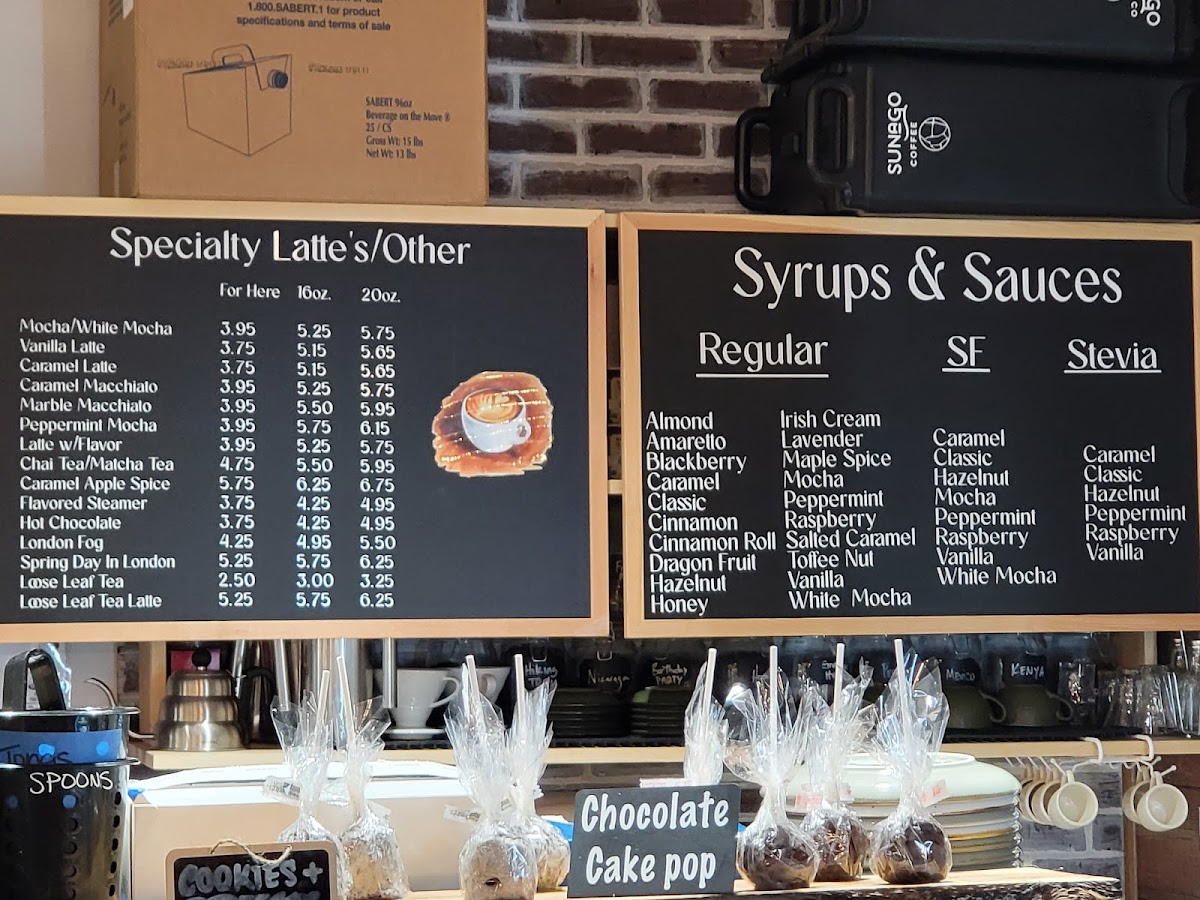 1.800.SABERT.1 for product
specifications and terms of sale
SABERT 96oz
Beverage on the Move ®
25 / CS
Gross Wt: 15 lbs
Net Wt: 13 lbs
SUNAGO
COFFEE
Specialty Latte's/Other
For Here 16oz. 20oz.
Mocha/White Mocha 3.95 5.25 5.75
Vanilla Latte 3.75 5.15 5.65
Caramel Latte 3.75 5.15 5.65
Caramel Macchiato 3.95 5.25 5.75
Marble Macchiato 3.95 5.50 5.95
Peppermint Mocha 3.95 5.75 6.15
Latte w/Flavor 3.95 5.25 5.75
Chai Tea/Matcha Tea 4.75 5.50 5.95
Caramel Apple Spice 5.75 6.25 6.75
Flavored Steamer 3.75 4.25 4.95
Hot Chocolate 3.75 4.25 4.95
London Fog 4.25 4.95 5.50
Spring Day In London 5.25 5.75 6.25
Loose Leaf Tea 2.50 3.00 3.25
Loose Leaf Tea Latte 5.25 5.75 6.25
Syrups & Sauces
Regular
Almond
Amaretto
Blackberry
Caramel
Classic
Cinnamon
Cinnamon Roll
Dragon Fruit
Hazelnut
Honey
Irish Cream
Lavender
Maple Spice
Mocha
Peppermint
Raspberry
Salted Caramel
Toffee Nut
Vanilla
White Mocha
SF
Caramel
Classic
Hazelnut
Mocha
Peppermint
Raspberry
Vanilla
White Mocha
Stevia
Caramel
Classic
Hazelnut
Peppermint
Raspberry
Vanilla
Hiking
Birthday
PARTY
KENYA
Tongs
SPOONS
COOKIES +
Chocolate
Cake pop